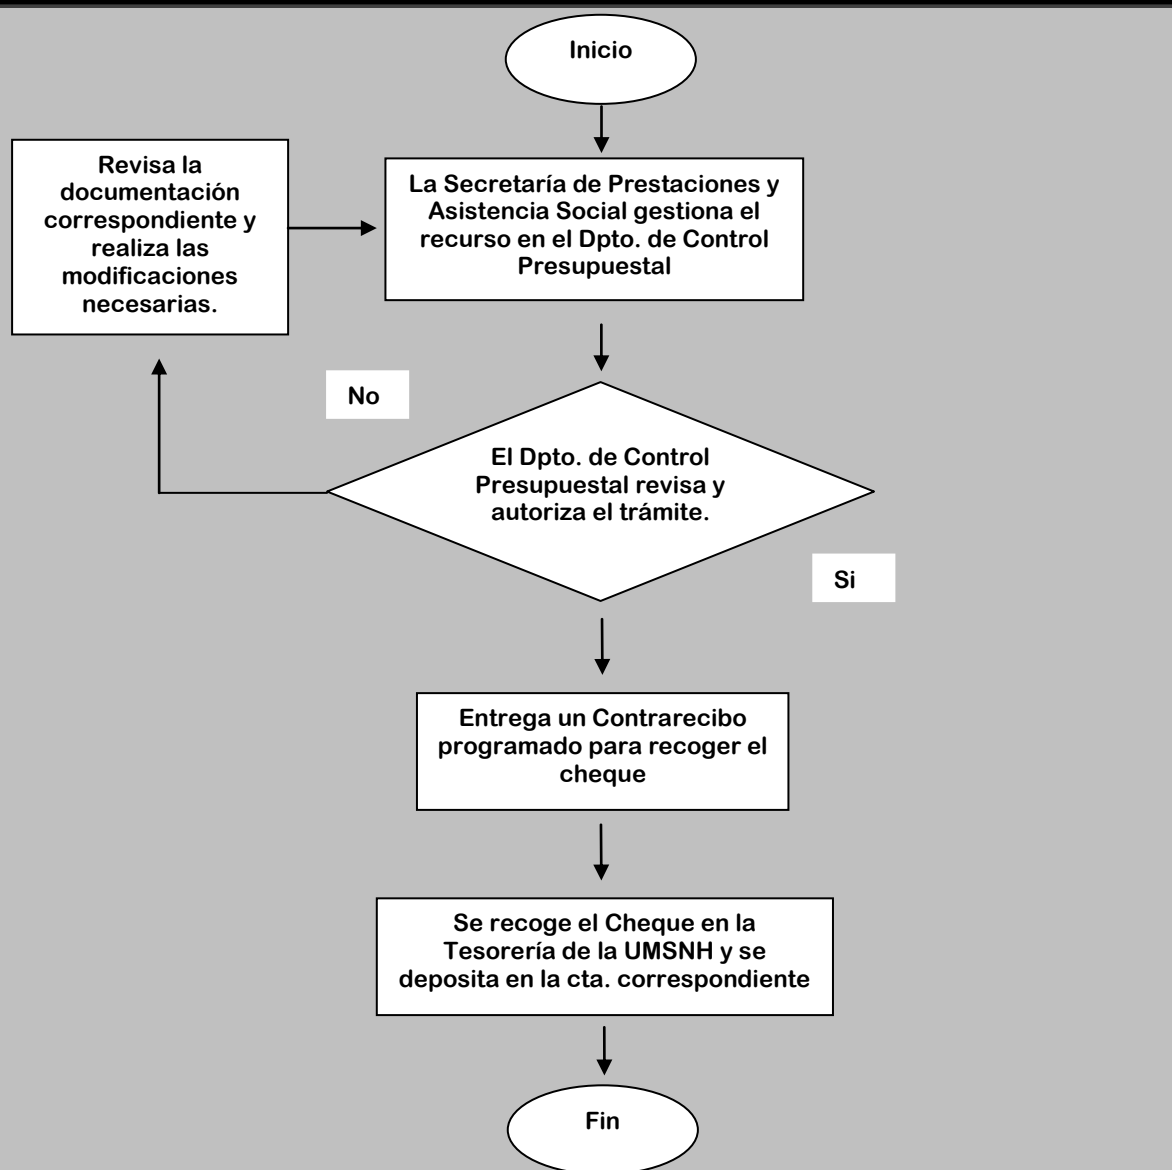 Inicio
Revisa la
documentación
correspondiente y
realiza las
modificaciones
necesarias.
La Secretaría de Prestaciones y
Asistencia Social gestiona el
recurso en el Dpto. de Control
Presupuestal
No
El Dpto. de Control
Presupuestal revisa y
autoriza el trámite.
Si
Entrega un Contrarecibo
programado para recoger el
cheque
Se recoge el Cheque en la
Tesorería de la UMSNH y se
deposita en la cta. correspondiente
Fin